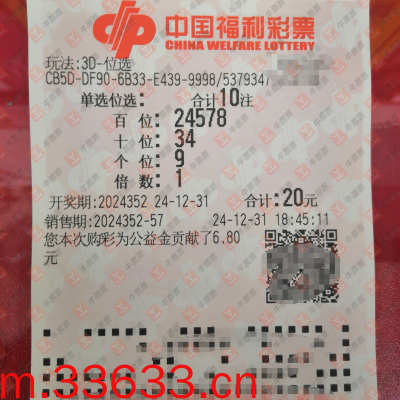 中国福利彩票
CHINA WELFARE LOTTERY
玩法:3D-位选
CB5D-DF90-6B33-E439-9998/5379347
单选位选: 合计10注
百 位: 24578
十 位: 34
个 位: 9
倍 数: 1
开奖期:2024352 24-12-31 合计:20元
销售期:2024352-57 24-12-31 18:45:11
您本次购彩为公益金贡献了6.80
元
m.33633.cn